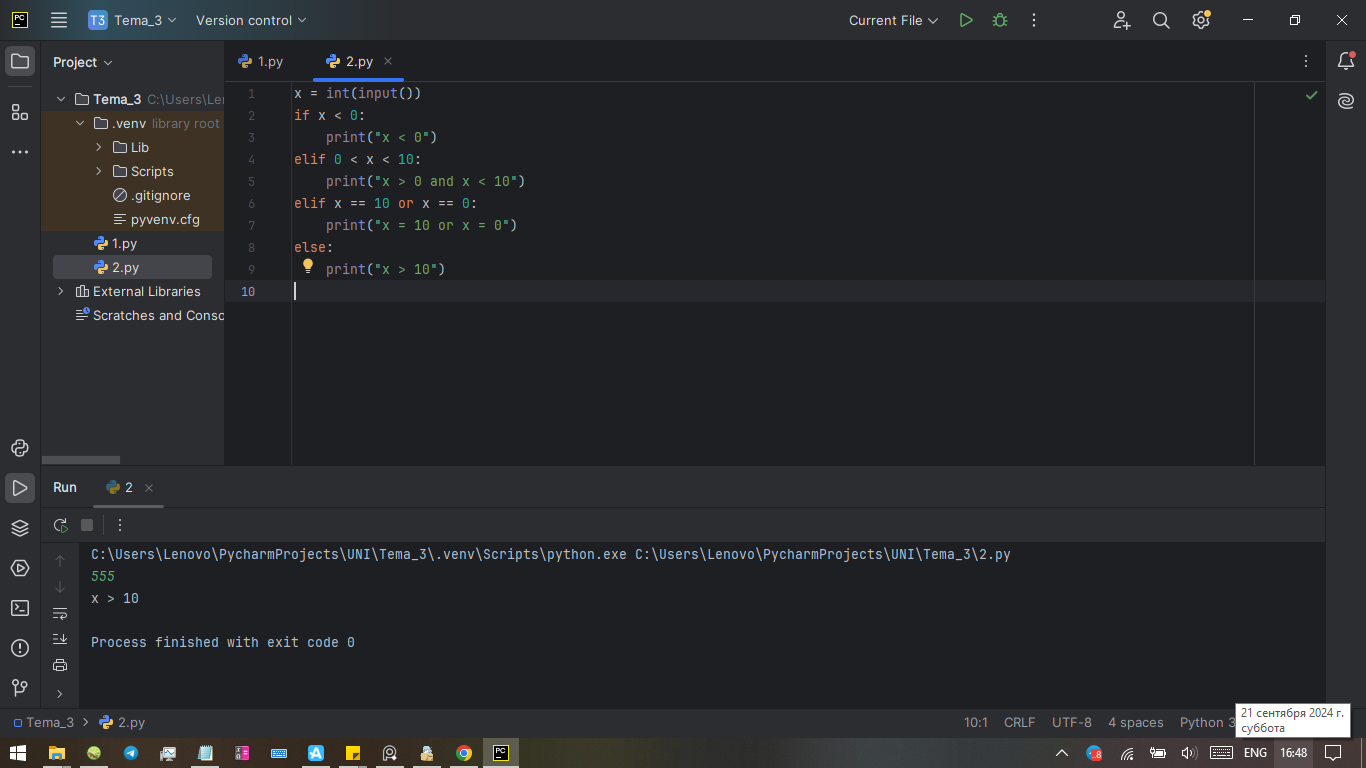 PC
T3 Tema_3 Version control Current File
Project
1.py 2.py
Tema_3 C:\Users\Ler
.venv library root
Lib
Scripts
.gitignore
pyvenv.cfg
1.py
2.py
External Libraries
Scratches and Consc
1 x = int(input())
2 if x < 0:
3     print("x < 0")
4 elif 0 < x < 10:
5     print("x > 0 and x < 10")
6 elif x == 10 or x == 0:
7     print("x = 10 or x = 0")
8 else:
9     print("x > 10")
10
Run 2
C:\Users\Lenovo\PycharmProjects\UNI\Tema_3\.venv\Scripts\python.exe C:\Users\Lenovo\PycharmProjects\UNI\Tema_3\2.py
555
x > 10
Process finished with exit code 0
Tema_3 > 2.py 10:1 CRLF UTF-8 4 spaces Python 3
21 сентября 2024 г.
суббота
PC 8 ENG 16:48